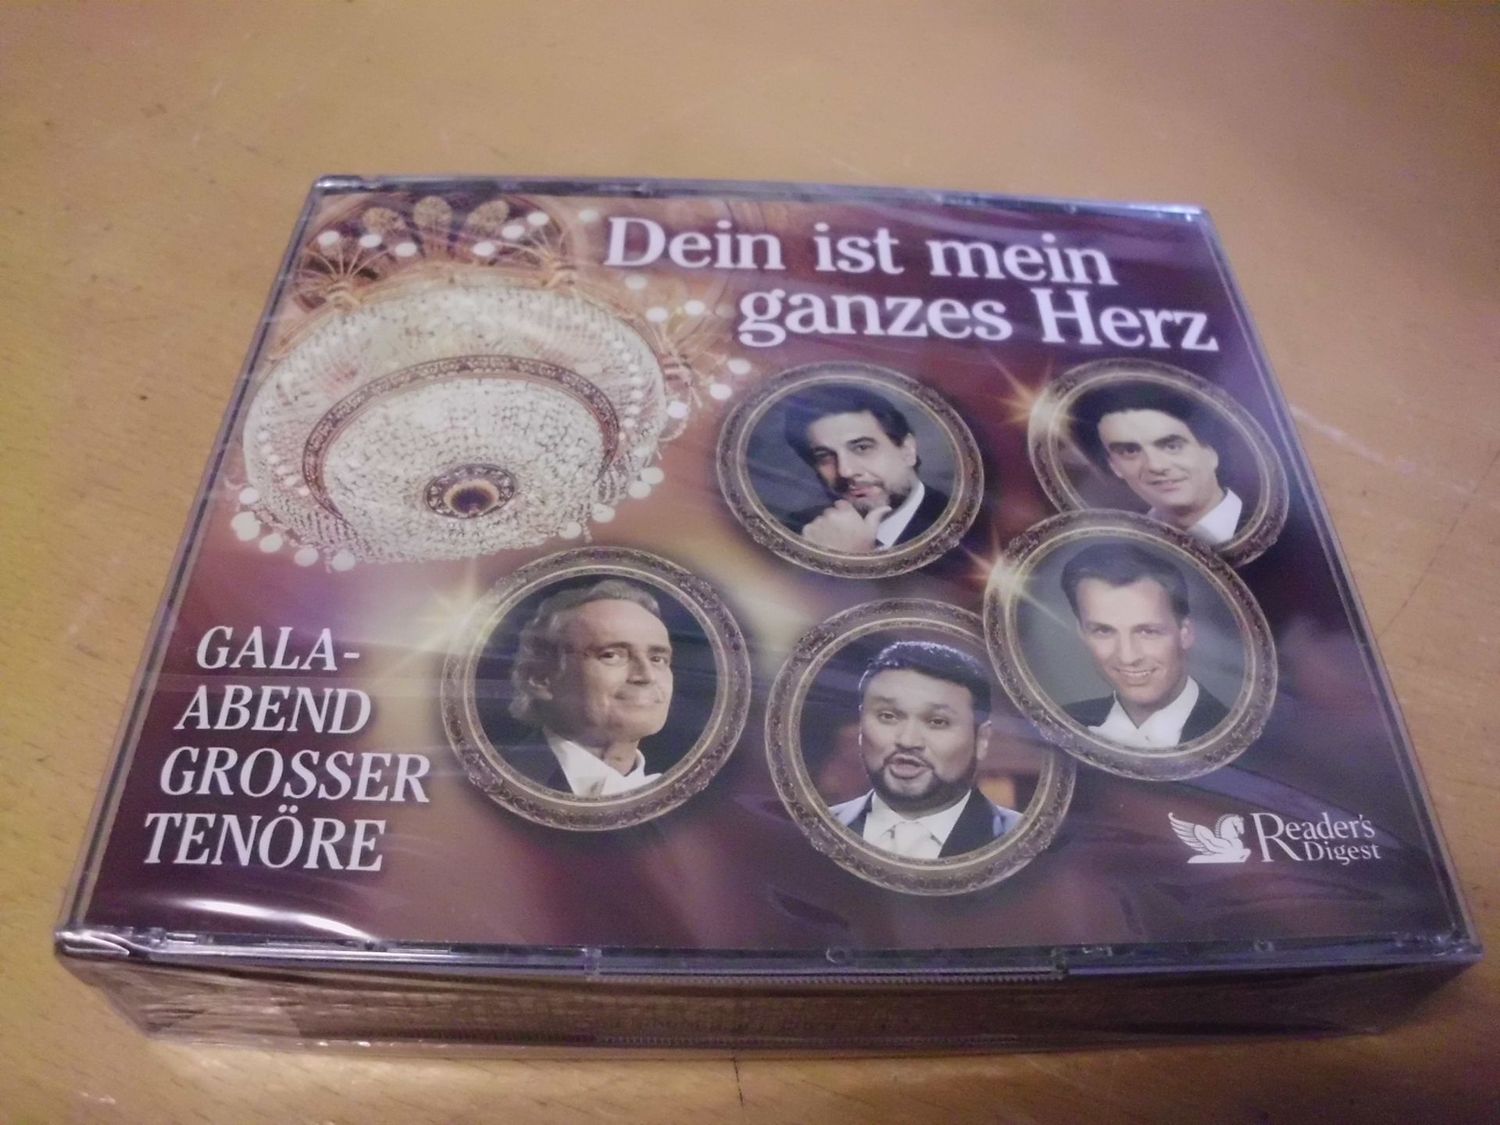 Dein ist mein
ganzes Herz
GALA-
ABEND
GROSSER
TENÖRE
Reader's
Digest